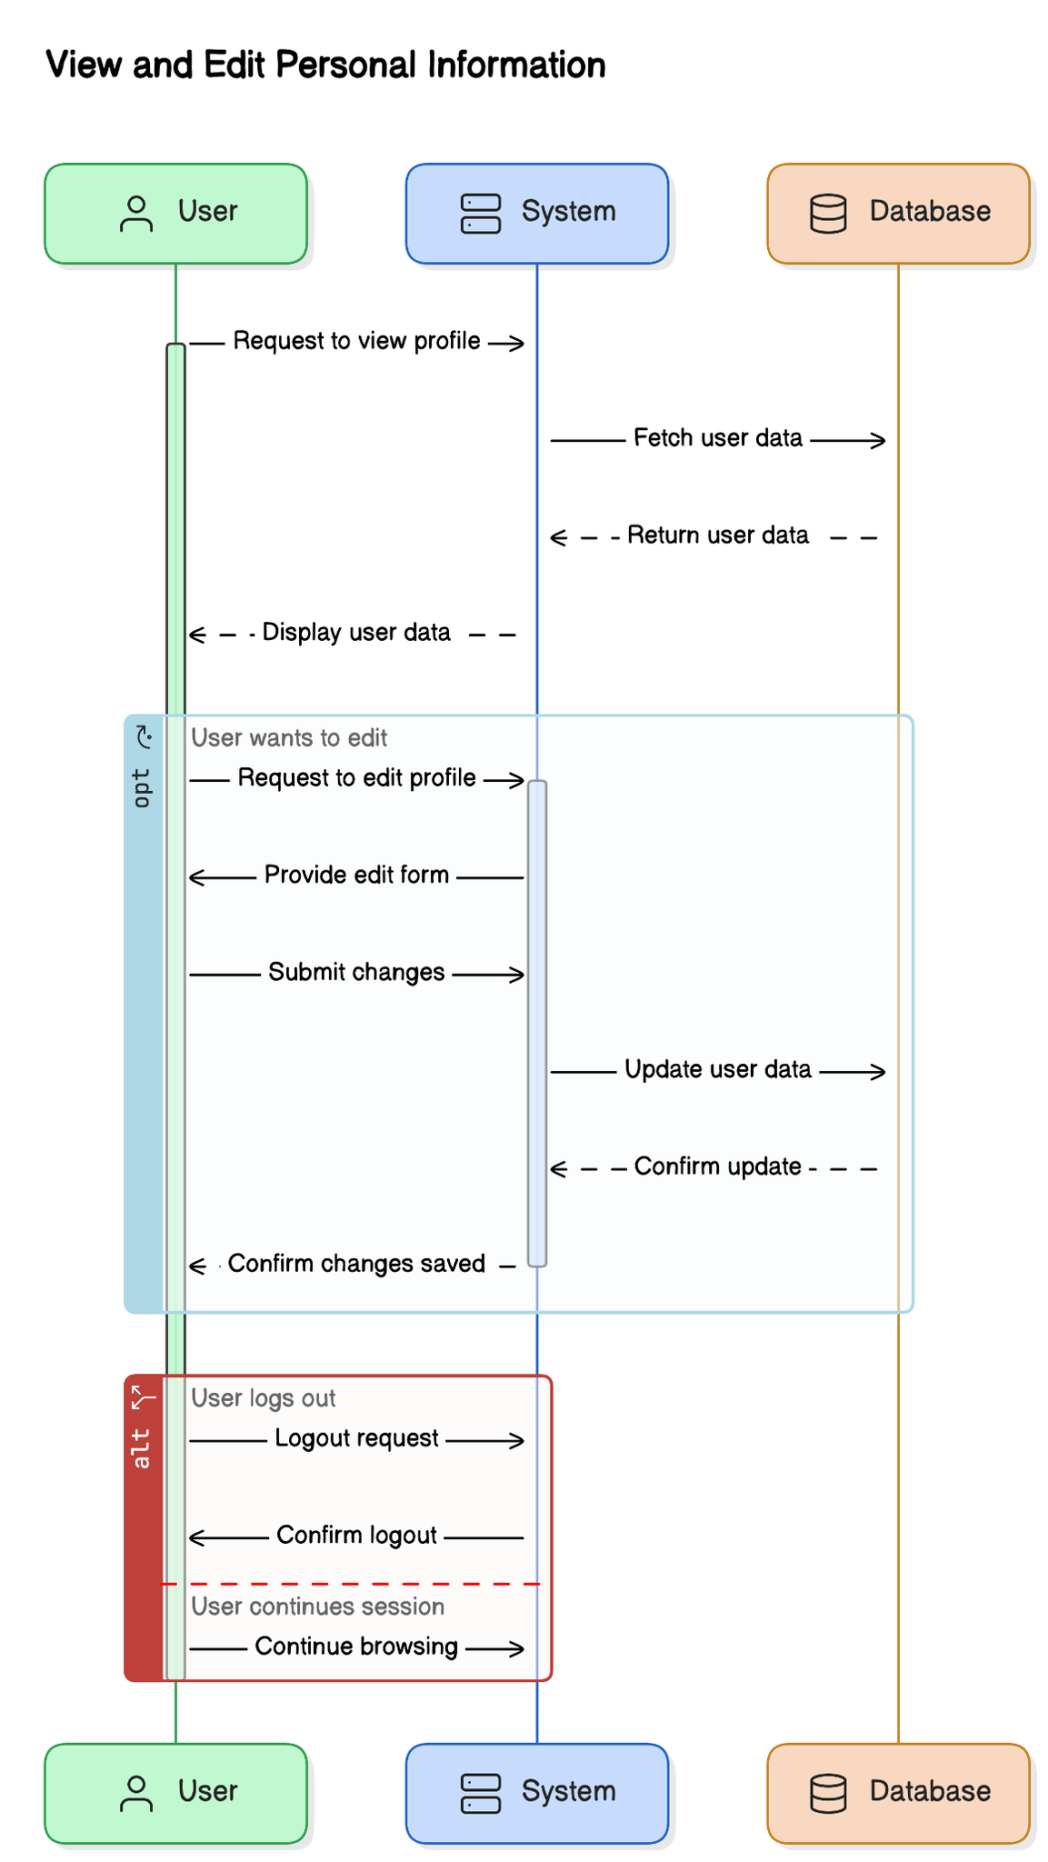 View and Edit Personal Information
User
System
Database
Request to view profile
Fetch user data
Return user data
Display user data
opt
User wants to edit
Request to edit profile
Provide edit form
Submit changes
Update user data
Confirm update
Confirm changes saved
alt
User logs out
Logout request
Confirm logout
User continues session
Continue browsing
User
System
Database